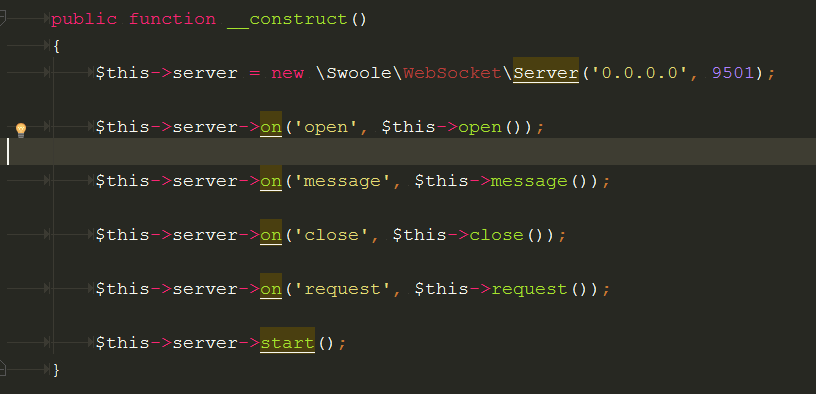 public function __construct()
{
$this->server = new \Swoole\WebSocket\Server('0.0.0.0', 9501);
$this->server->on('open', $this->open());
$this->server->on('message', $this->message());
$this->server->on('close', $this->close());
$this->server->on('request', $this->request());
$this->server->start();
}